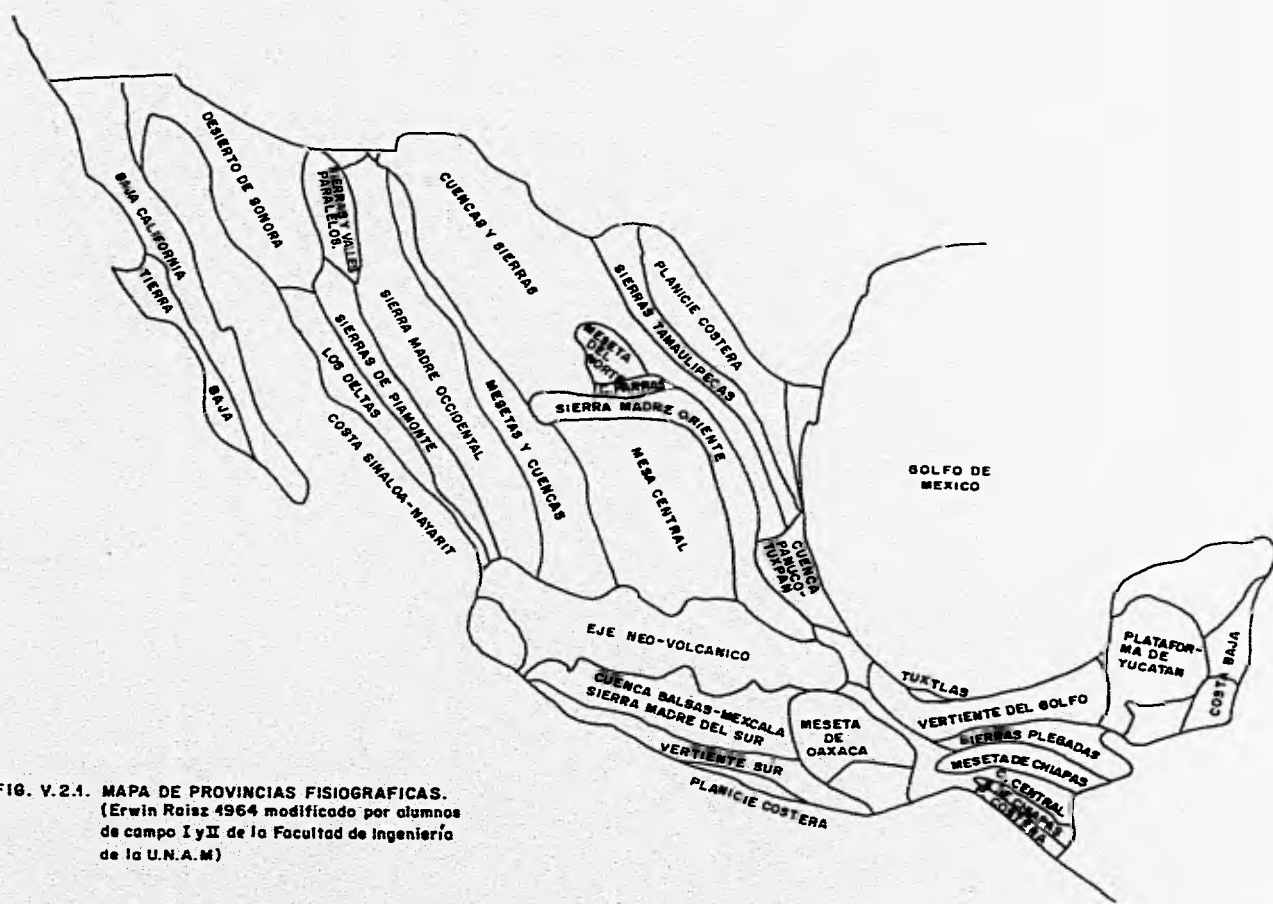 DESIERTO DE SONORA
SIERRAS Y VALLES
PARALELOS.
CUENCAS Y SIERRAS
BAJA CALIFORNIA
TIERRA
BAJA
SIERRAS TAMAULIPECAS
PLANICIE COSTERA
SIERRAS DE PIAMONTE
LOS DELTAS
COSTA SINALOA-NAYARIT
SIERRA MADRE OCCIDENTAL
MESETAS Y CUENCAS
MESETA
DEL
NORTE
PARRAS
SIERRA MADRE ORIENTE
MESA CENTRAL
GOLFO DE
MEXICO
CUENCA
PANUCO-
TUXPAN
EJE NEO-VOLCANICO
CUENCA BALSAS-MEXCALA
SIERRA MADRE DEL SUR
VERTIENTE SUR
PLANICIE COSTERA
MESETA
DE
OAXACA
TUXTLAS
VERTIENTE DEL GOLFO
SIERRAS PLEGADAS
MESETA DE CHIAPAS
C. CENTRAL
CHIAPAS
COSTERA
PLATAFOR-
MA DE
YUCATAN
COSTA BAJA
FIG. V.2.1. MAPA DE PROVINCIAS FISIOGRAFICAS.
(Erwin Raisz 1964 modificado por alumnos
de campo I y II de la Facultad de Ingeniería
de la U.N.A.M)